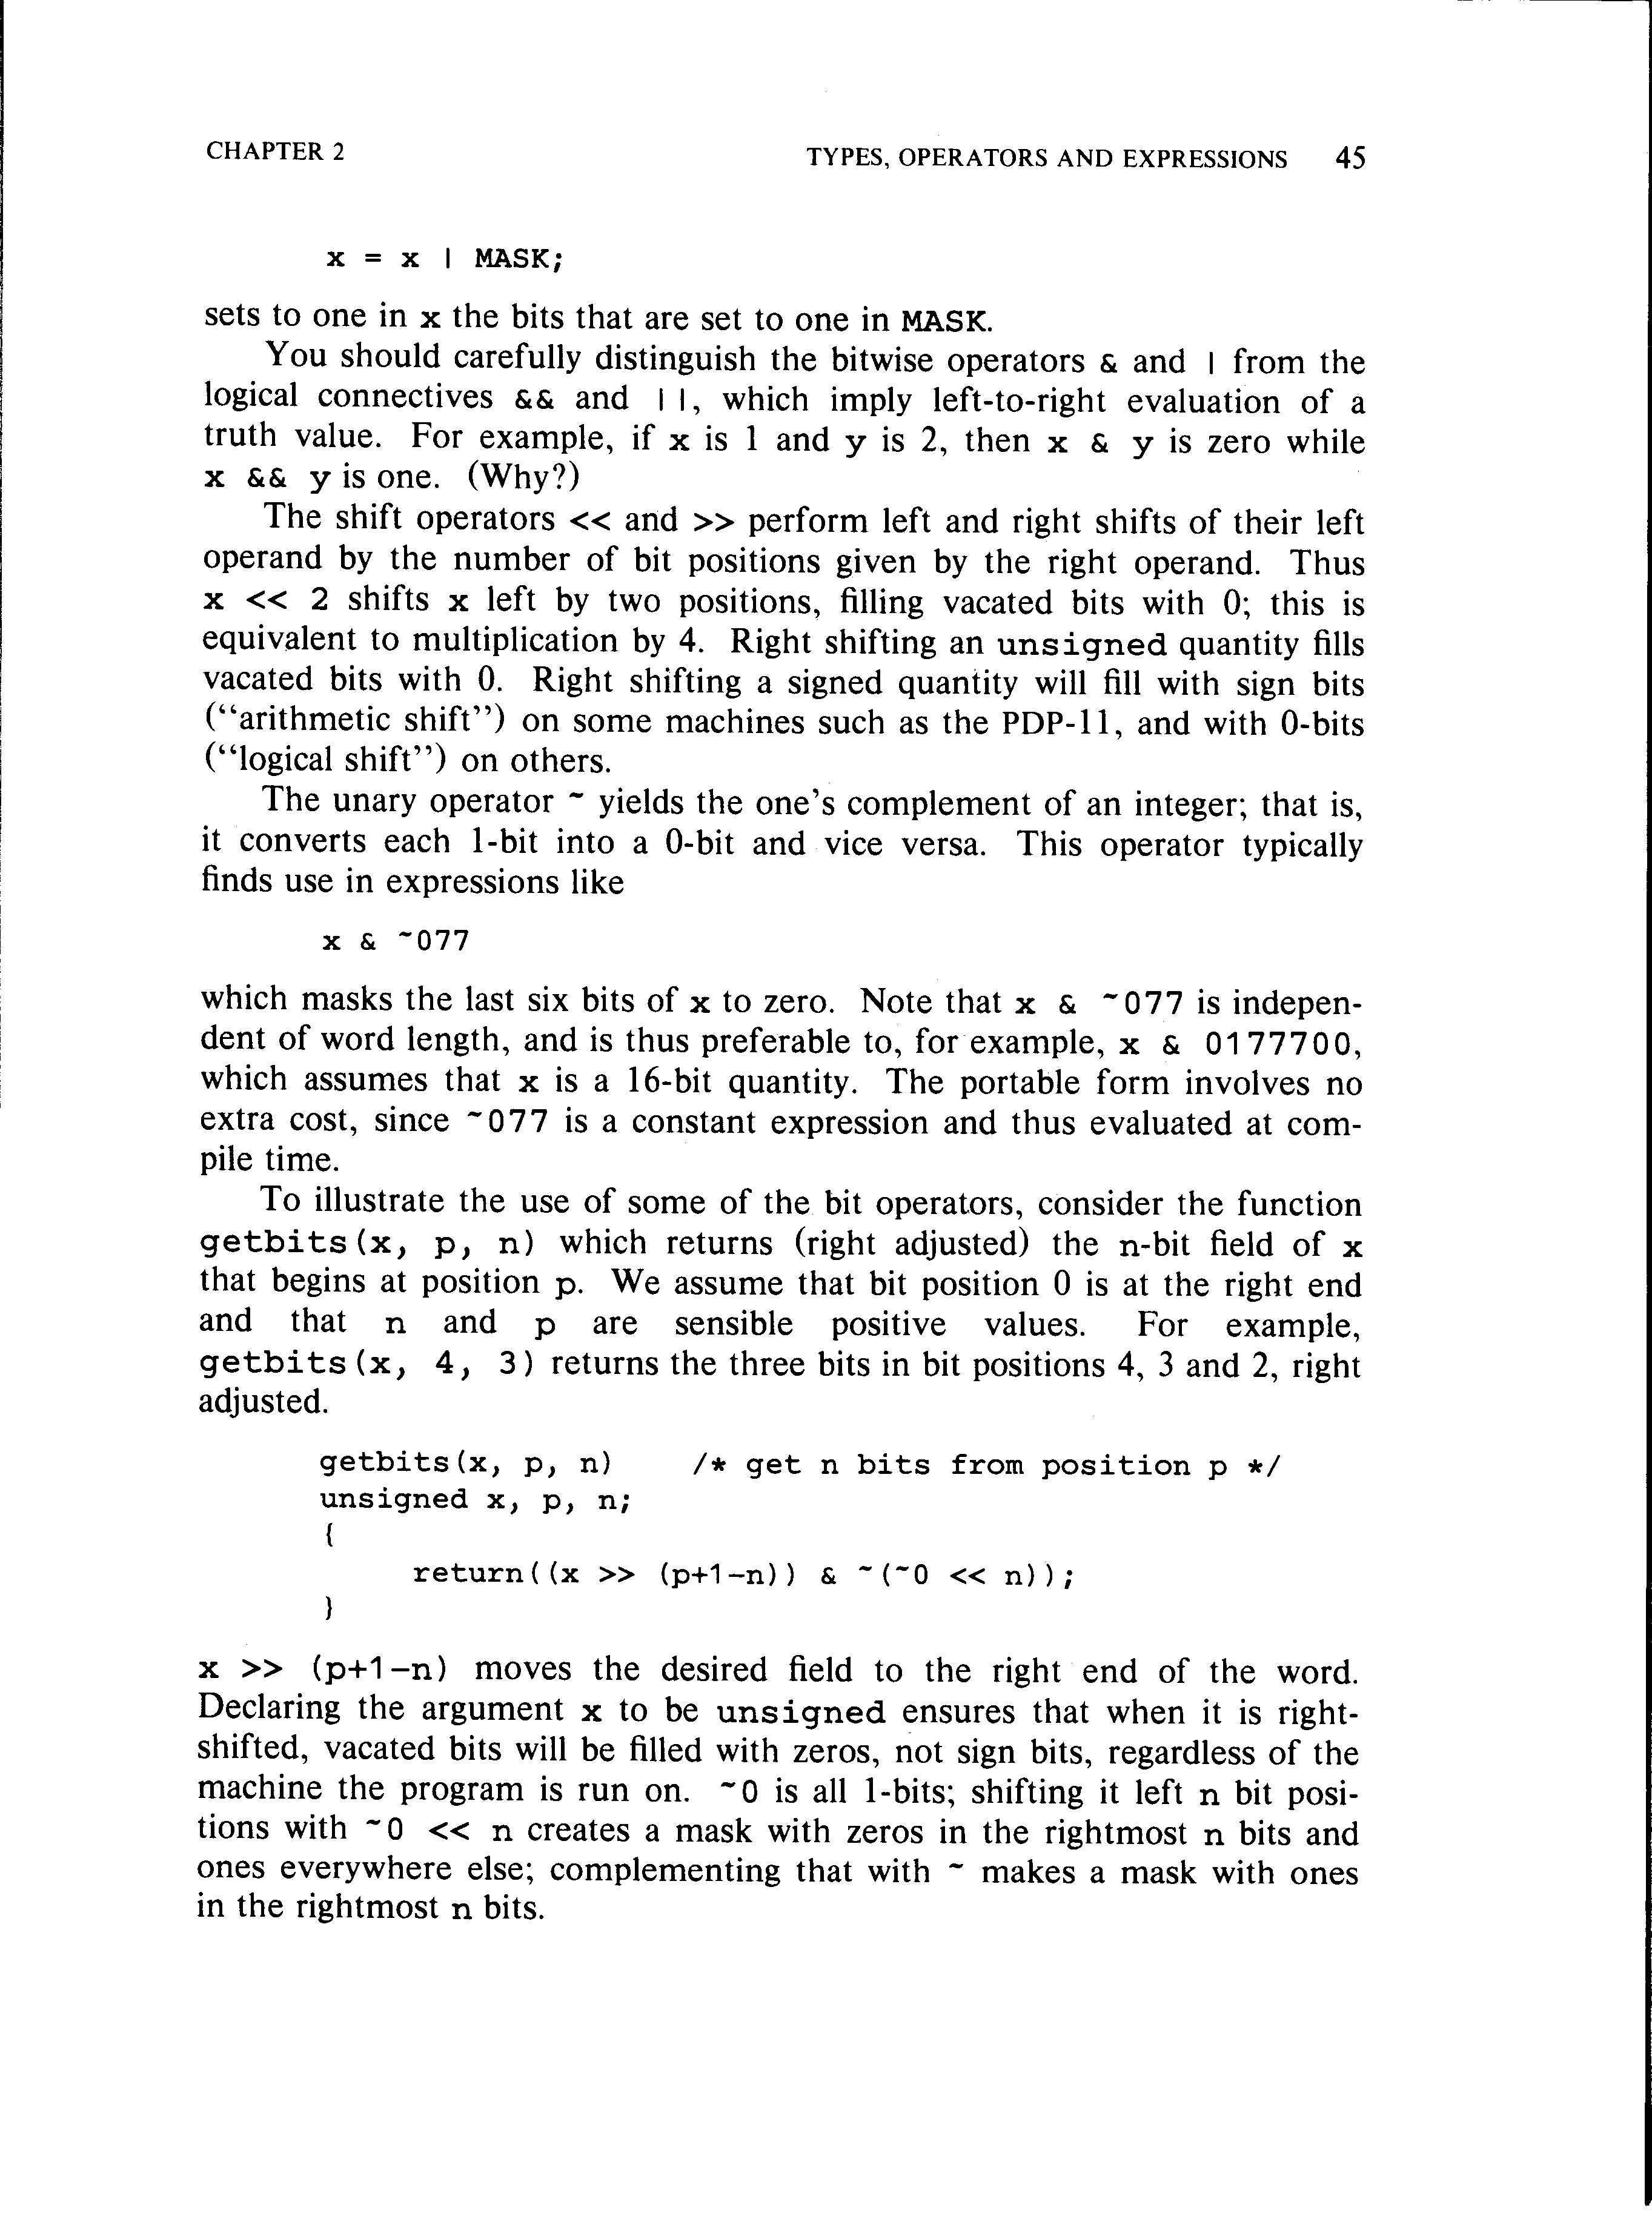 CHAPTER 2 TYPES, OPERATORS AND EXPRESSIONS 45
x = x | MASK;
sets to one in x the bits that are set to one in MASK.
You should carefully distinguish the bitwise operators & and | from the
logical connectives && and ||, which imply left-to-right evaluation of a
truth value. For example, if x is 1 and y is 2, then x & y is zero while
x && y is one. (Why?)
The shift operators << and >> perform left and right shifts of their left
operand by the number of bit positions given by the right operand. Thus
x << 2 shifts x left by two positions, filling vacated bits with 0; this is
equivalent to multiplication by 4. Right shifting an unsigned quantity fills
vacated bits with 0. Right shifting a signed quantity will fill with sign bits
(“arithmetic shift”) on some machines such as the PDP-11, and with 0-bits
(“logical shift”) on others.
The unary operator ~ yields the one's complement of an integer; that is,
it converts each 1-bit into a 0-bit and vice versa. This operator typically
finds use in expressions like
x & ~077
which masks the last six bits of x to zero. Note that x & ~077 is indepen-
dent of word length, and is thus preferable to, for example, x & 0177700,
which assumes that x is a 16-bit quantity. The portable form involves no
extra cost, since ~077 is a constant expression and thus evaluated at com-
pile time.
To illustrate the use of some of the bit operators, consider the function
getbits(x, p, n) which returns (right adjusted) the n-bit field of x
that begins at position p. We assume that bit position 0 is at the right end
and that n and p are sensible positive values. For example,
getbits(x, 4, 3) returns the three bits in bit positions 4, 3 and 2, right
adjusted.
getbits(x, p, n) /* get n bits from position p */
unsigned x, p, n;
{
return((x >> (p+1-n)) & ~(~0 << n));
}
x >> (p+1-n) moves the desired field to the right end of the word.
Declaring the argument x to be unsigned ensures that when it is right-
shifted, vacated bits will be filled with zeros, not sign bits, regardless of the
machine the program is run on. ~0 is all 1-bits; shifting it left n bit posi-
tions with ~0 << n creates a mask with zeros in the rightmost n bits and
ones everywhere else; complementing that with ~ makes a mask with ones
in the rightmost n bits.